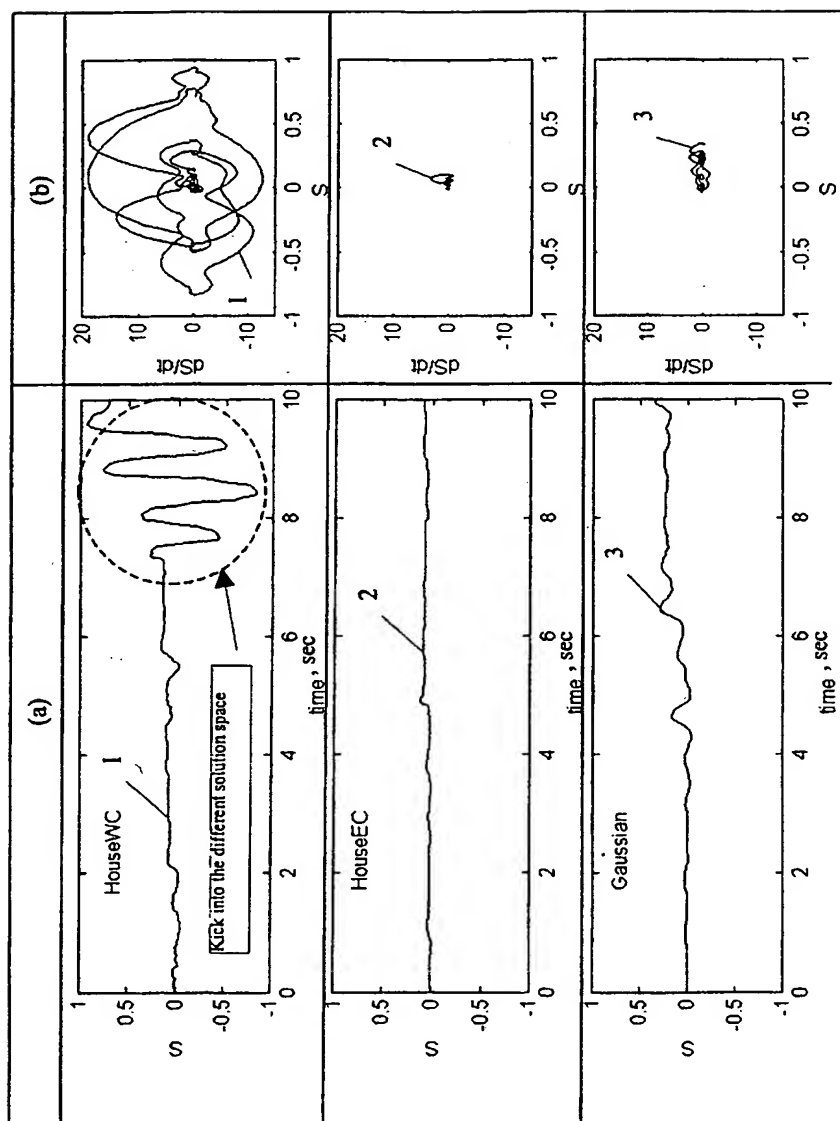 (a)
(b)
HouseWC
1
Kick into the different solution space
S
1
0.5
0
-0.5
-1
0 2 4 6 8 10
time , sec
dS/dt
20
10
0
-10
1
-1 -0.5 0 0.5 1
S
HouseEC
2
S
1
0.5
0
-0.5
-1
0 2 4 6 8 10
time , sec
dS/dt
20
10
0
-10
2
-1 -0.5 0 0.5 1
S
Gaussian
3
S
1
0.5
0
-0.5
-1
0 2 4 6 8 10
time , sec
dS/dt
20
10
0
-10
3
-1 -0.5 0 0.5 1
S